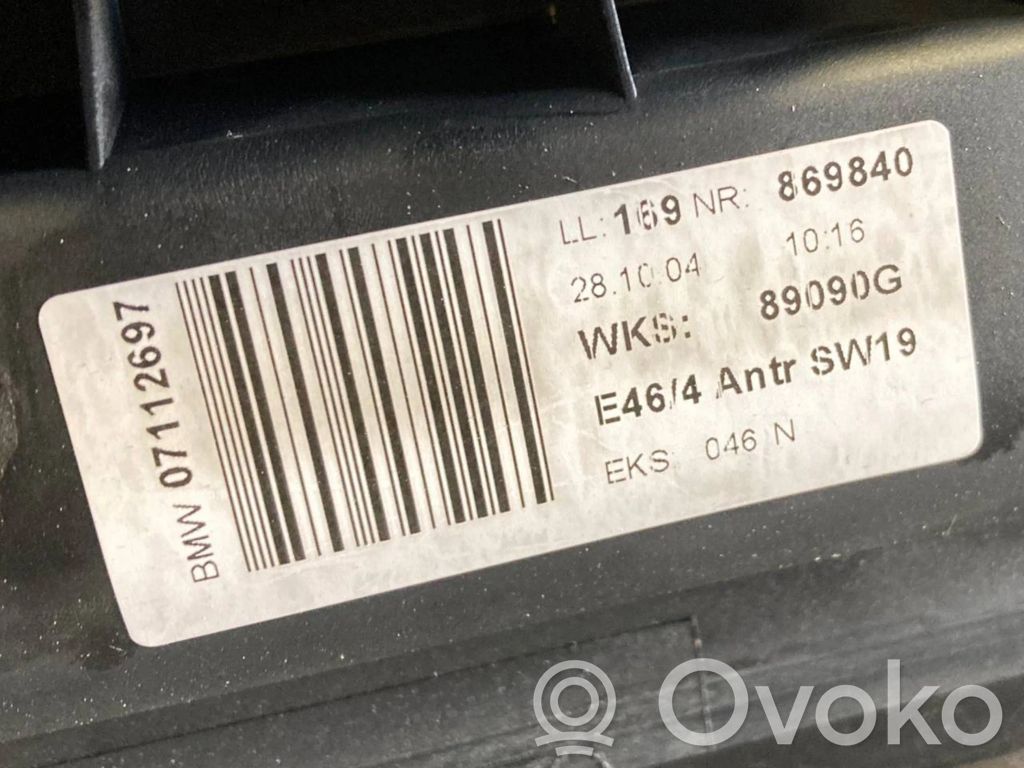 LL: 169 NR: 869840
28.10.04 10:16
WKS: 89090G
E46/4 Antr SW19
EKS 046 N
BMW 07112697
Ovoko